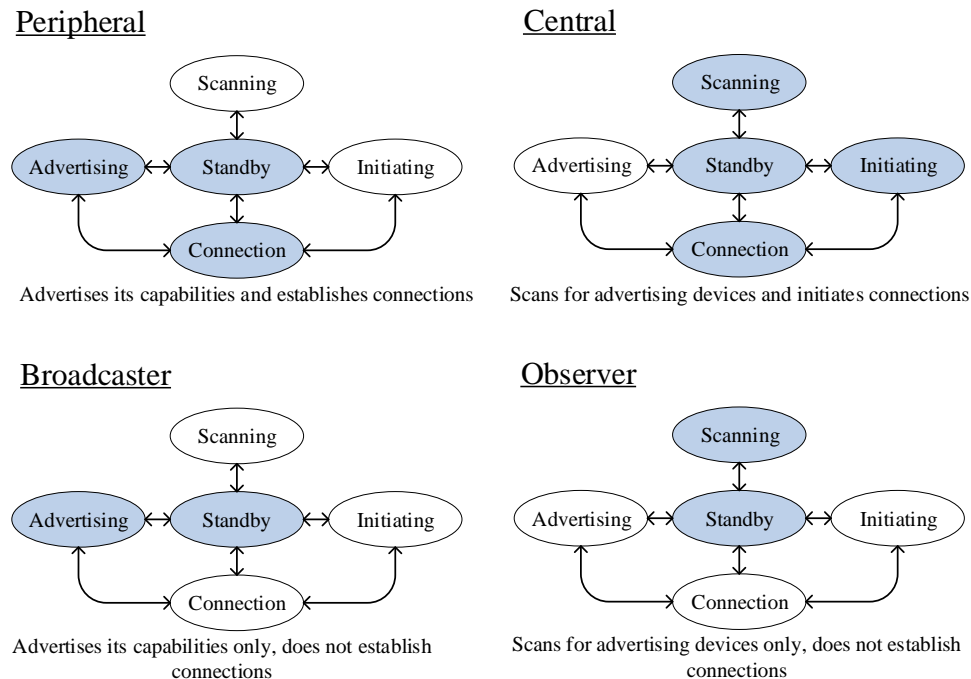 Peripheral
Scanning
Advertising
Standby
Initiating
Connection
Advertises its capabilities and establishes connections
Central
Scanning
Advertising
Standby
Initiating
Connection
Scans for advertising devices and initiates connections
Broadcaster
Scanning
Advertising
Standby
Initiating
Connection
Advertises its capabilities only, does not establish
connections
Observer
Scanning
Advertising
Standby
Initiating
Connection
Scans for advertising devices only, does not establish
connections